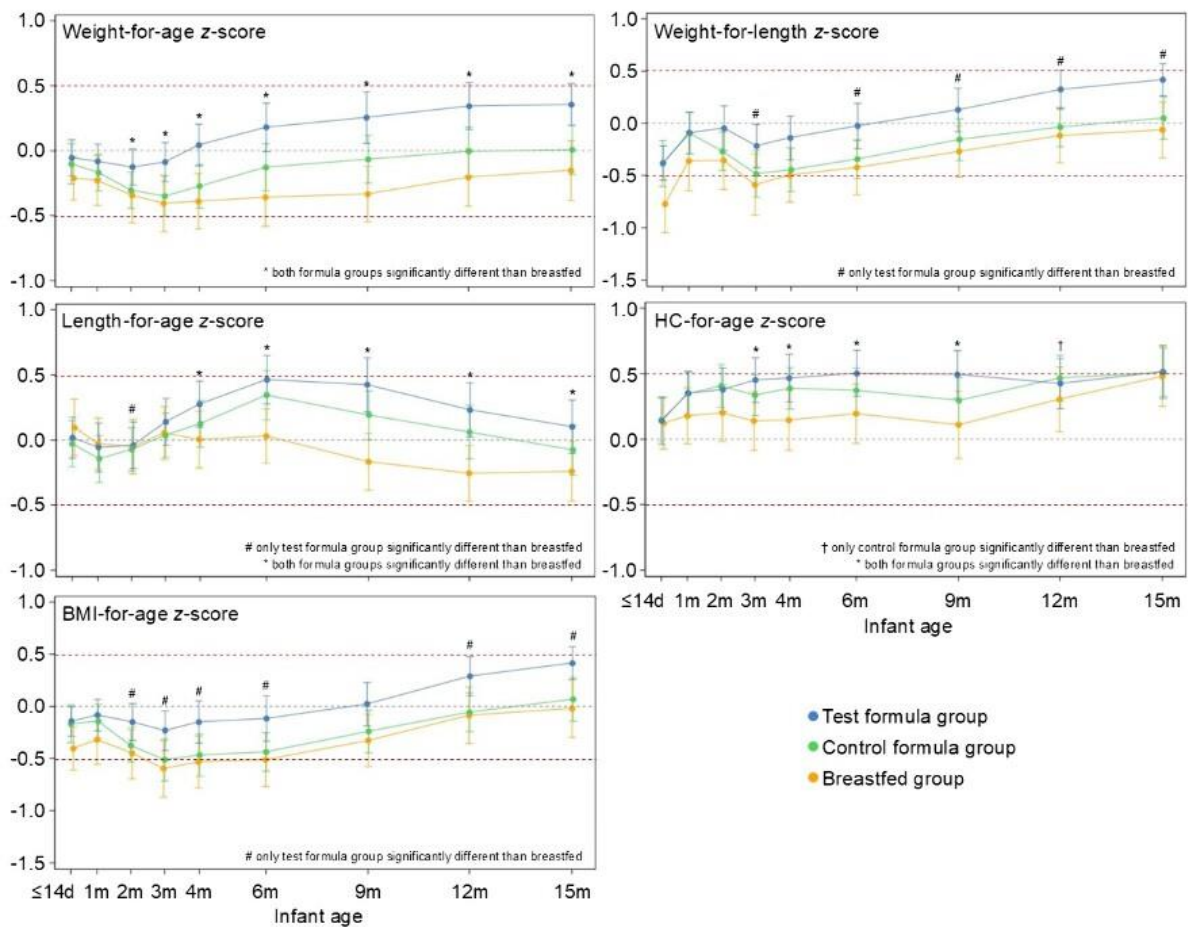 Weight-for-age z-score
1.0
0.5
0.0
-0.5
-1.0
* * * * * * *
* both formula groups significantly different than breastfed
Weight-for-length z-score
1.0
0.5
0.0
-0.5
-1.0
-1.5
# # # # #
# only test formula group significantly different than breastfed
Length-for-age z-score
1.0
0.5
0.0
-0.5
-1.0
# * * * * *
# only test formula group significantly different than breastfed
* both formula groups significantly different than breastfed
HC-for-age z-score
1.0
0.5
0.0
-0.5
-1.0
* * * * †
† only control formula group significantly different than breastfed
* both formula groups significantly different than breastfed
≤14d 1m 2m 3m 4m 6m 9m 12m 15m
Infant age
BMI-for-age z-score
1.0
0.5
0.0
-0.5
-1.0
-1.5
# # # # # #
# only test formula group significantly different than breastfed
≤14d 1m 2m 3m 4m 6m 9m 12m 15m
Infant age
Test formula group
Control formula group
Breastfed group